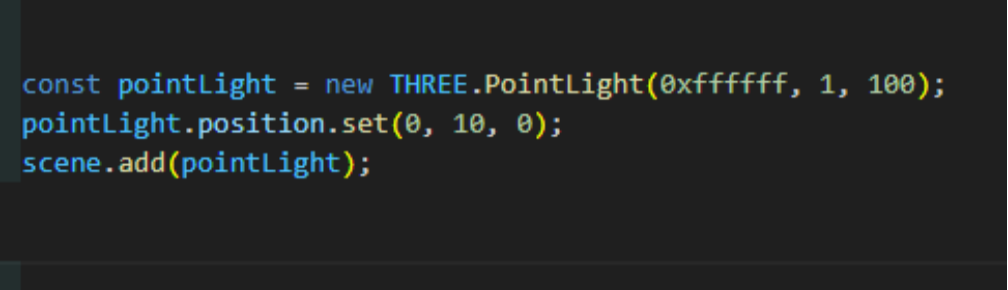 const pointLight = new THREE.PointLight(0xffffff, 1, 100);
pointLight.position.set(0, 10, 0);
scene.add(pointLight);